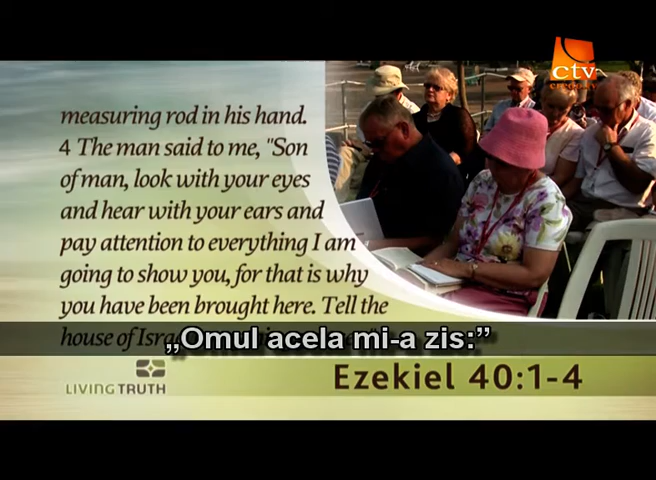 ctv
measuring rod in his hand.
4 The man said to me, "Son
of man, look with your eyes
and hear with your ears and
pay attention to everything I am
going to show you, for that is why
you have been brought here. Tell the
house of
„Omul acela mi-a zis:”
LIVING TRUTH
Ezekiel 40:1-4